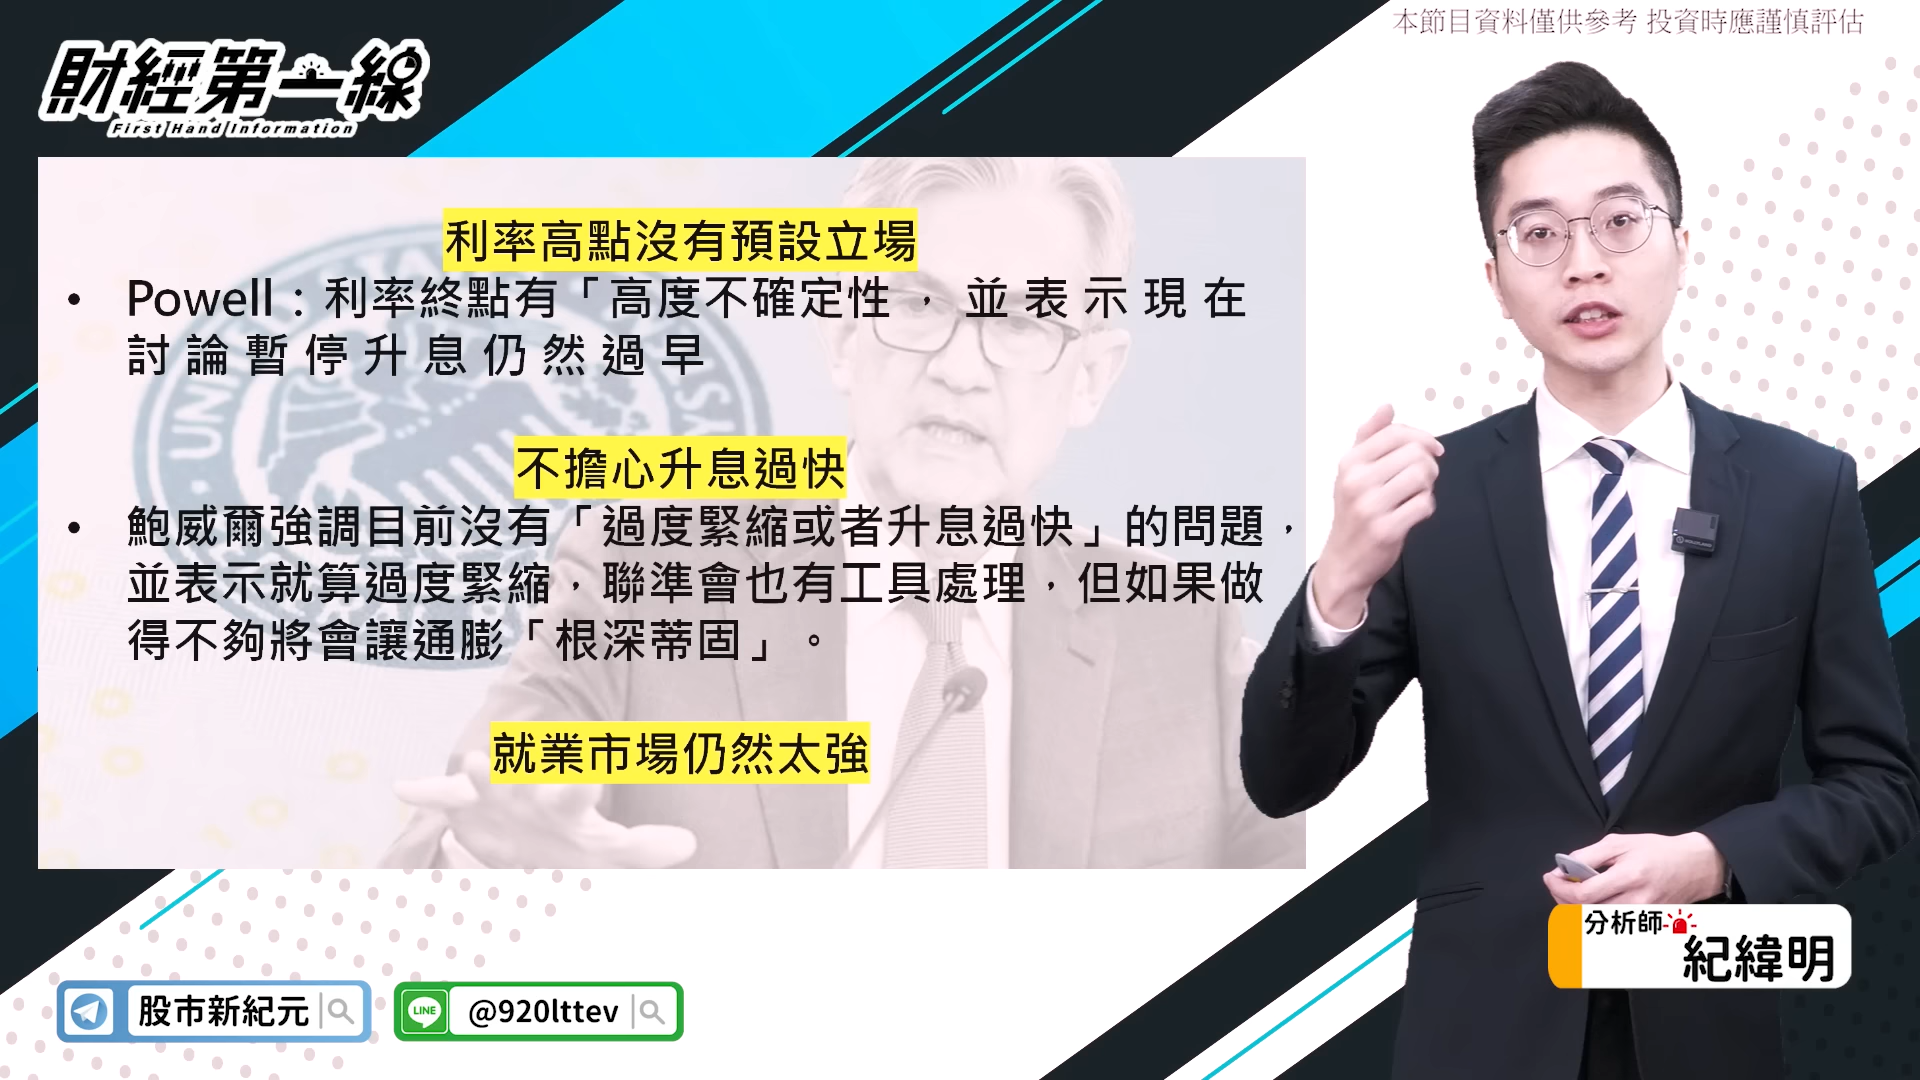 本節目資料僅供參考 投資時應謹慎評估
財經第一線
First Hand Information
利率高點沒有預設立場
• Powell：利率終點有「高度不確定性，並表示現在
討論暫停升息仍然過早
不擔心升息過快
• 鮑威爾強調目前沒有「過度緊縮或者升息過快」的問題，
並表示就算過度緊縮，聯準會也有工具處理，但如果做
得不夠將會讓通膨「根深蒂固」。
就業市場仍然太強
分析師
紀緯明
股市新紀元
LINE
@920lttev